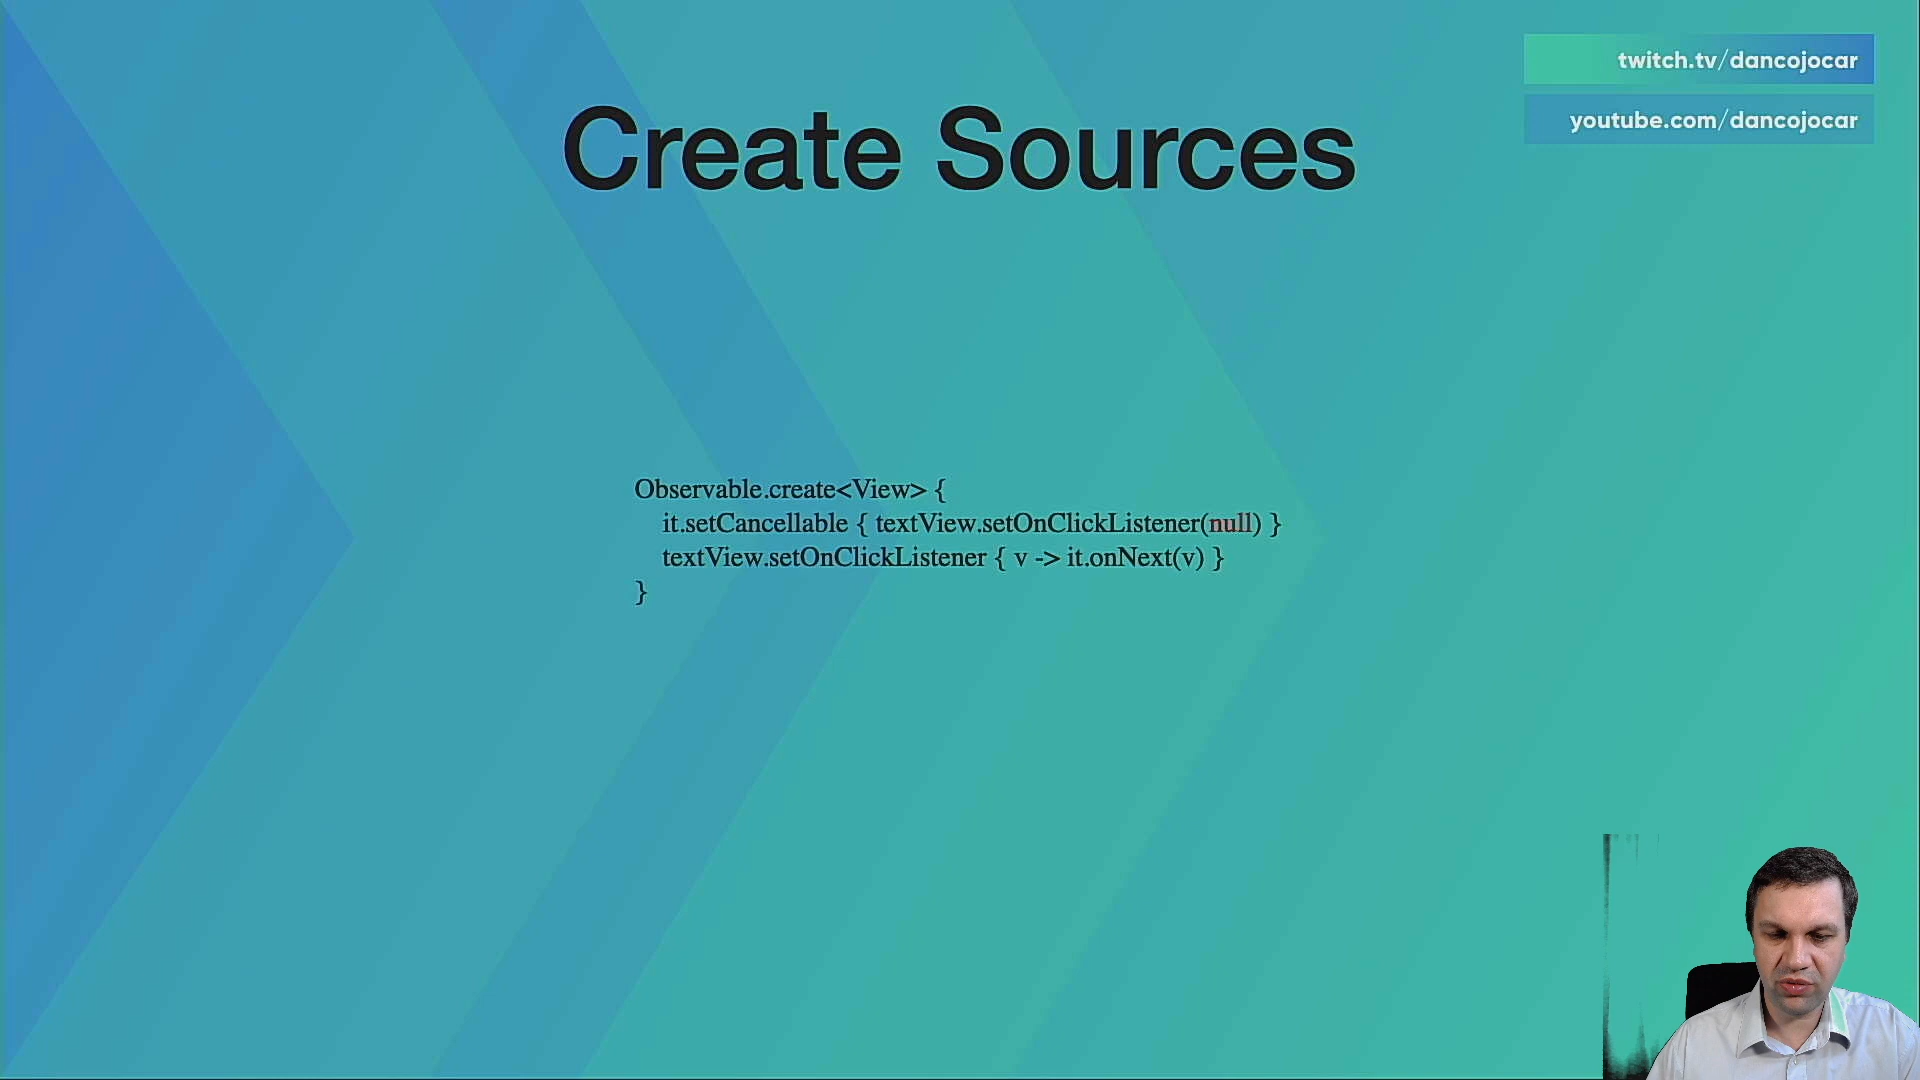 twitch.tv/dancojocar
youtube.com/dancojocar
Create Sources
Observable.create<View> {
    it.setCancellable { textView.setOnClickListener(null) }
    textView.setOnClickListener { v -> it.onNext(v) }
}